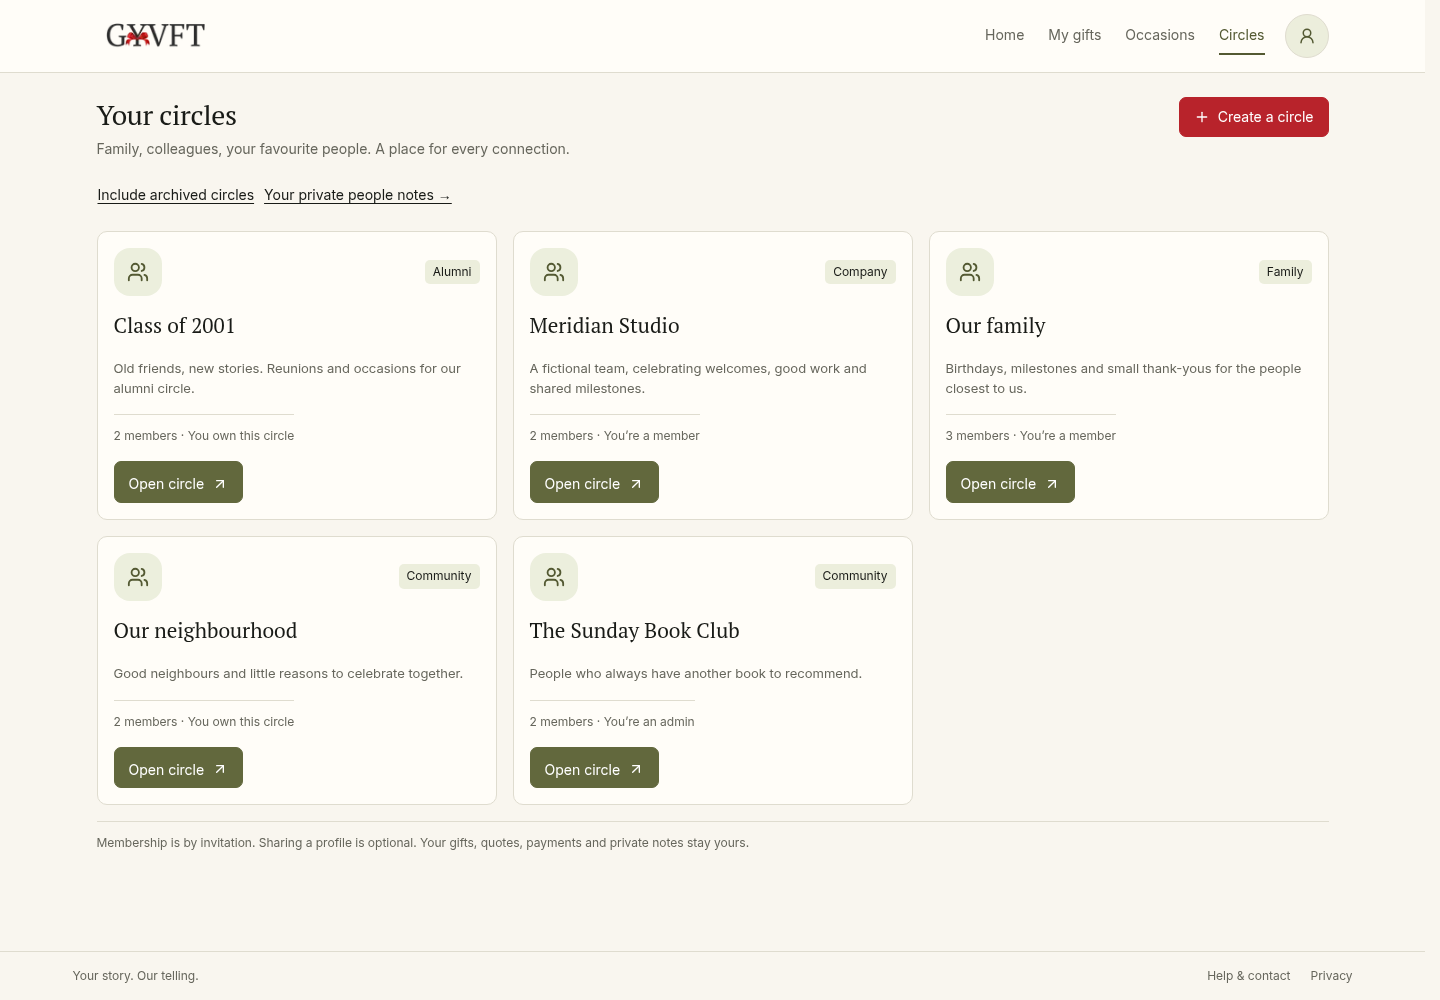 GYVFT
Home
My gifts
Occasions
Circles
Your circles
Create a circle
Family, colleagues, your favourite people. A place for every connection.
Include archived circles
Your private people notes →
Alumni
Class of 2001
Old friends, new stories. Reunions and occasions for our
alumni circle.
2 members · You own this circle
Open circle
Company
Meridian Studio
A fictional team, celebrating welcomes, good work and
shared milestones.
2 members · You’re a member
Open circle
Family
Our family
Birthdays, milestones and small thank-yous for the people
closest to us.
3 members · You’re a member
Open circle
Community
Our neighbourhood
Good neighbours and little reasons to celebrate together.
2 members · You own this circle
Open circle
Community
The Sunday Book Club
People who always have another book to recommend.
2 members · You’re an admin
Open circle
Membership is by invitation. Sharing a profile is optional. Your gifts, quotes, payments and private notes stay yours.
Your story. Our telling.
Help & contact
Privacy